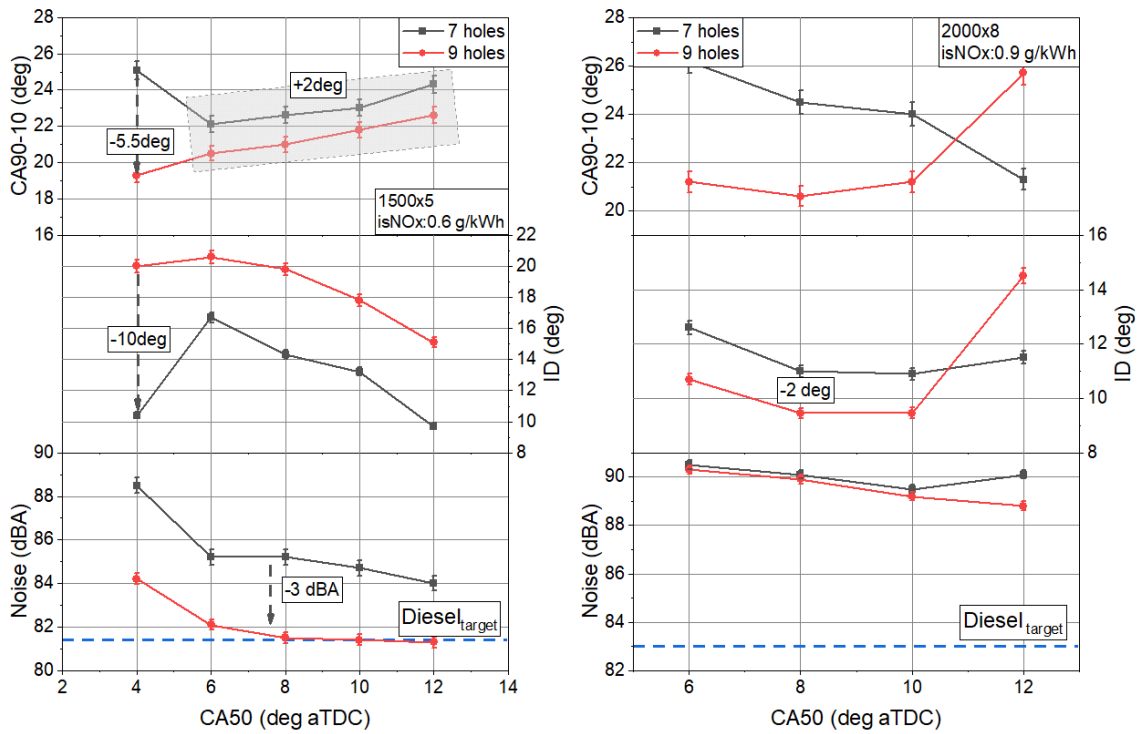 28
26
24
22
20
18
16
CA90-10 (deg)
7 holes
9 holes
+2deg
-5.5deg
1500x5
isNOx:0.6 g/kWh
22
20
18
16
14
12
10
8
ID (deg)
-10deg
90
88
86
84
82
80
Noise (dBA)
-3 dBA
Diesel target
2
4
6
8
10
12
14
CA50 (deg aTDC)
28
26
24
22
20
CA90-10 (deg)
7 holes
9 holes
2000x8
isNOx:0.9 g/kWh
16
14
12
10
8
ID (deg)
-2 deg
90
88
86
84
82
Noise (dBA)
Diesel target
6
8
10
12
CA50 (deg aTDC)